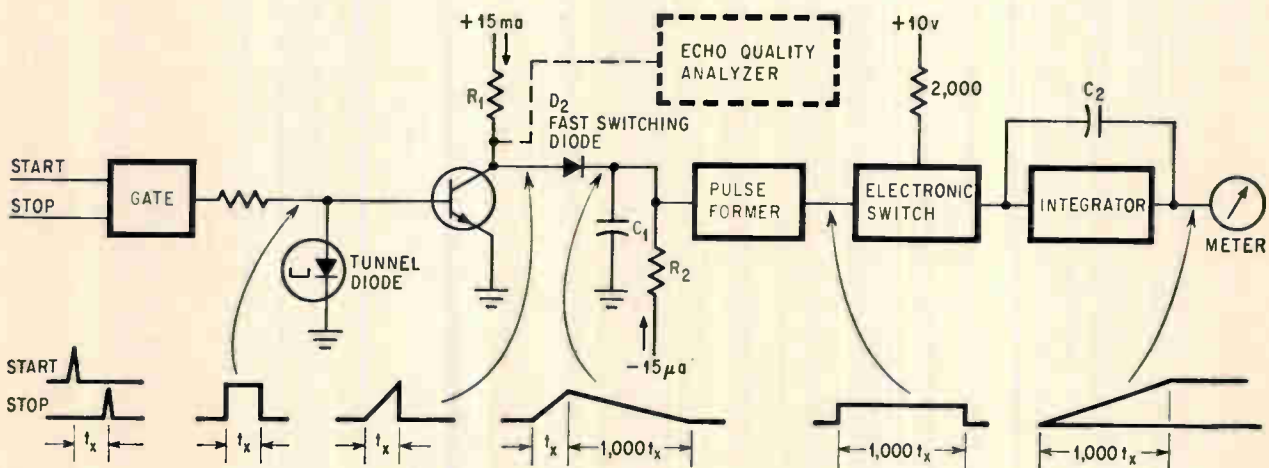 +15 ma
R1
ECHO QUALITY
ANALYZER
D2
FAST SWITCHING
DIODE
+10v
2,000
C2
START
STOP
GATE
TUNNEL
DIODE
C1
R2
-15 μa
PULSE
FORMER
ELECTRONIC
SWITCH
INTEGRATOR
METER
START
STOP
tx
tx
tx
tx
1,000 tx
1,000 tx
1,000 tx